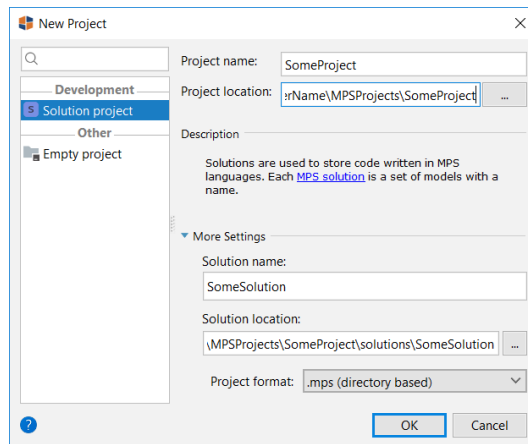 New Project
Development
Solution project
Other
Empty project
Project name: SomeProject
Project location: erName\MPSProjects\SomeProject ...
Description
Solutions are used to store code written in MPS
languages. Each MPS solution is a set of models with a
name.
More Settings
Solution name:
SomeSolution
Solution location:
\MPSProjects\SomeProject\solutions\SomeSolution ...
Project format: .mps (directory based)
? OK Cancel